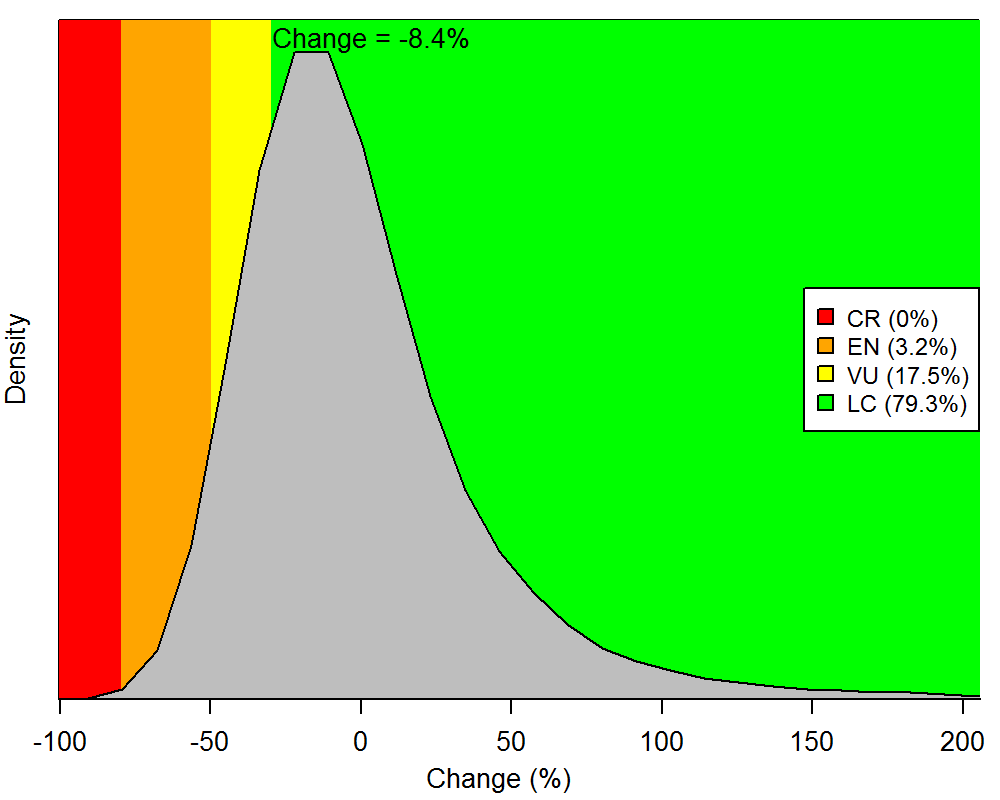 Change = -8.4%
Density
CR (0%)
EN (3.2%)
VU (17.5%)
LC (79.3%)
-100 -50 0 50 100 150 200
Change (%)